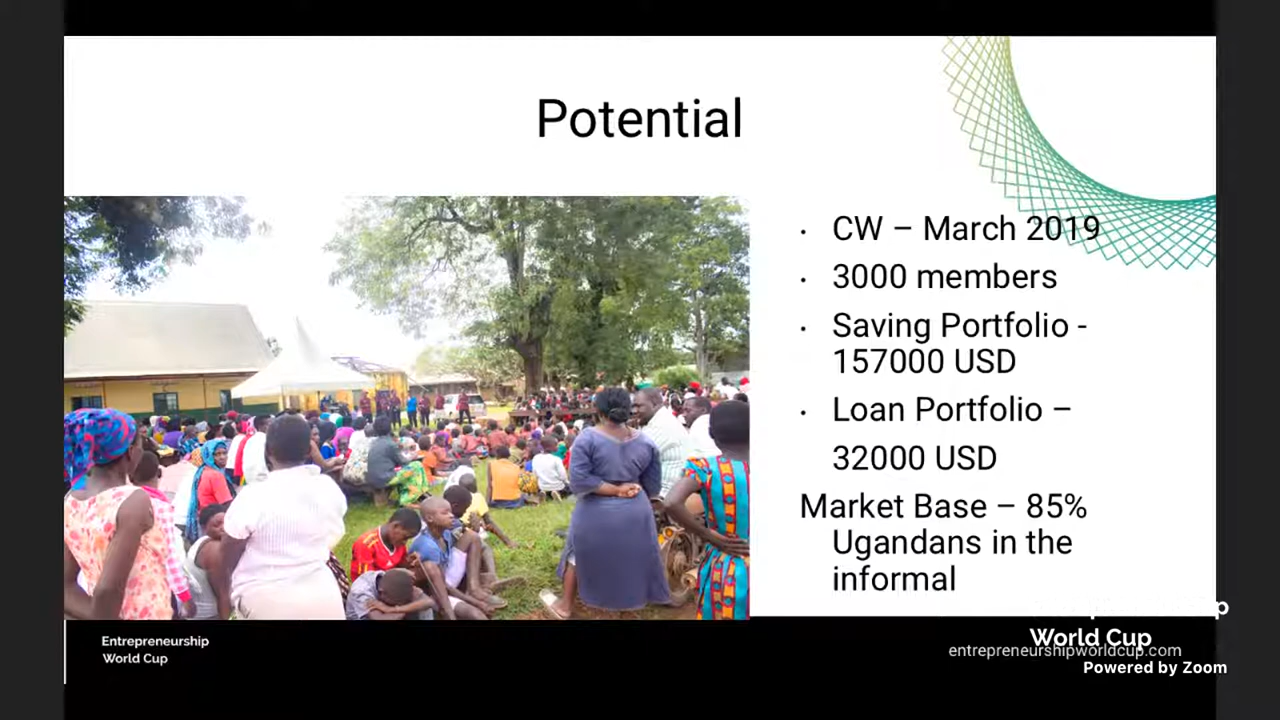 Potential
CW – March 2019
3000 members
Saving Portfolio -
157000 USD
Loan Portfolio –
32000 USD
Market Base – 85%
Ugandans in the
informal
Entrepreneurship
World Cup
World Cup
entrepreneurshipworldcup.com
Powered by Zoom